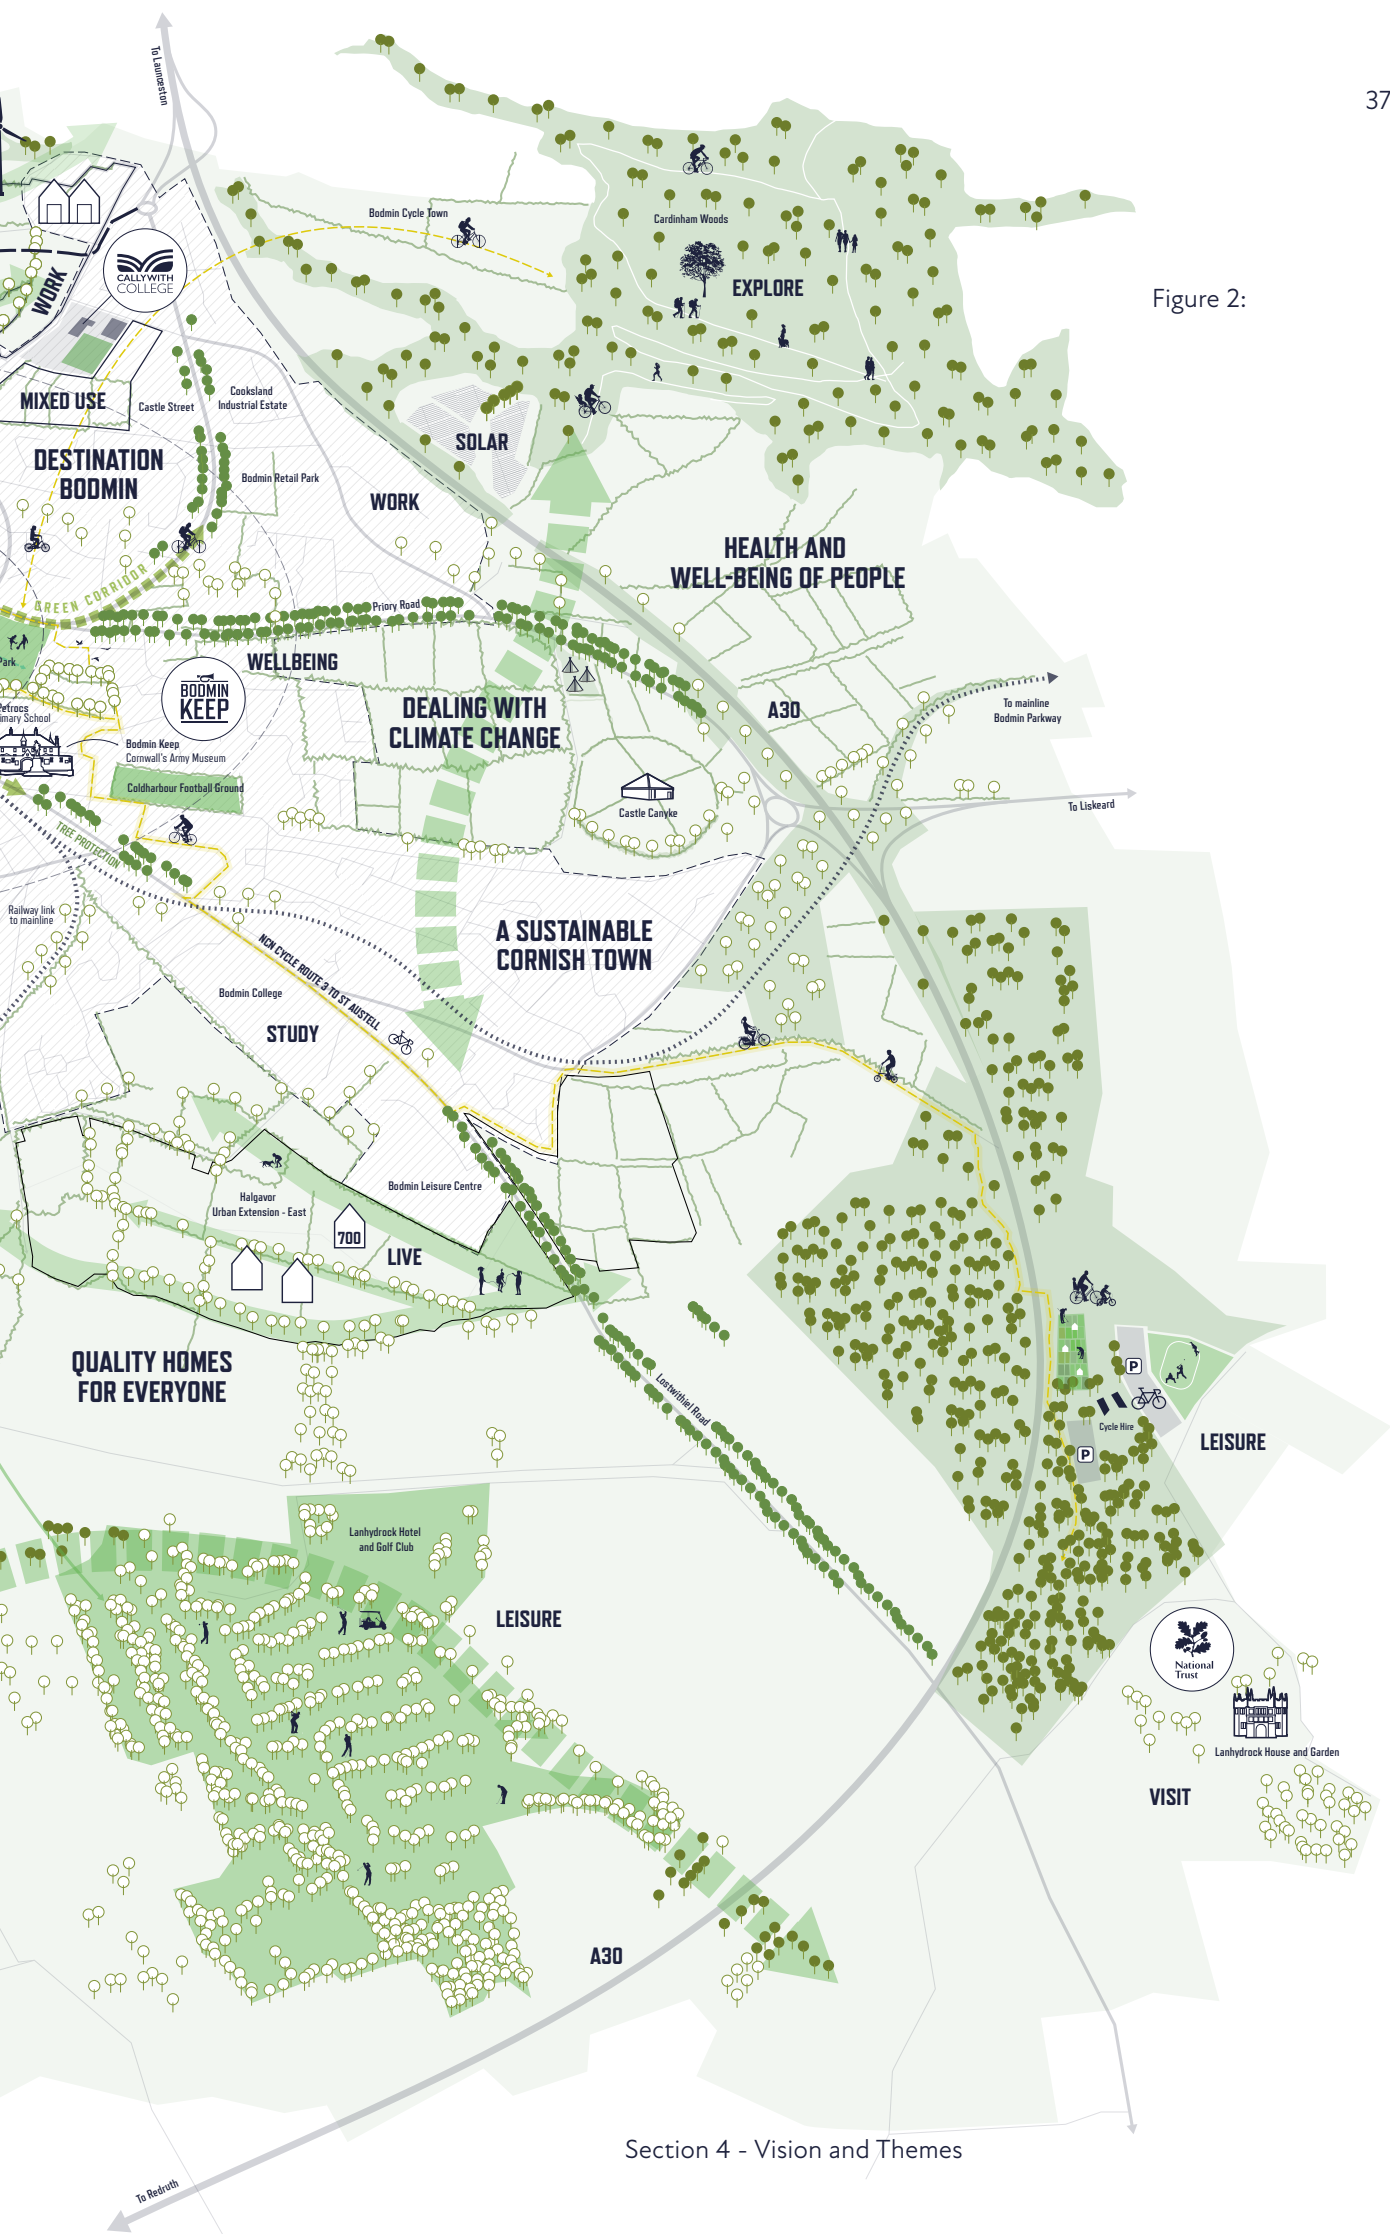 37
Figure 2:
To Launceston
Bodmin Cycle Town
Cardinham Woods
EXPLORE
CALLYWITH
COLLEGE
WORK
MIXED USE
Castle Street
Cooksland
Industrial Estate
SOLAR
DESTINATION
BODMIN
Bodmin Retail Park
WORK
HEALTH AND
WELL-BEING OF PEOPLE
GREEN CORRIDOR
Priory Road
Park
WELLBEING
BODMIN
KEEP
DEALING WITH
CLIMATE CHANGE
A30
To mainline
Bodmin Parkway
Petrocs
imary School
Bodmin Keep
Cornwall's Army Museum
Coldharbour Football Ground
Castle Canyke
To Liskeard
TREE PROTECTION
Railway link
to mainline
A SUSTAINABLE
CORNISH TOWN
NCN CYCLE ROUTE 3 TO ST AUSTELL
Bodmin College
STUDY
Bodmin Leisure Centre
Halgavor
Urban Extension - East
700
LIVE
QUALITY HOMES
FOR EVERYONE
Lostwithiel Road
P
Cycle Hire
P
LEISURE
Lanhydrock Hotel
and Golf Club
LEISURE
National
Trust
Lanhydrock House and Garden
VISIT
A30
Section 4 - Vision and Themes
To Redruth